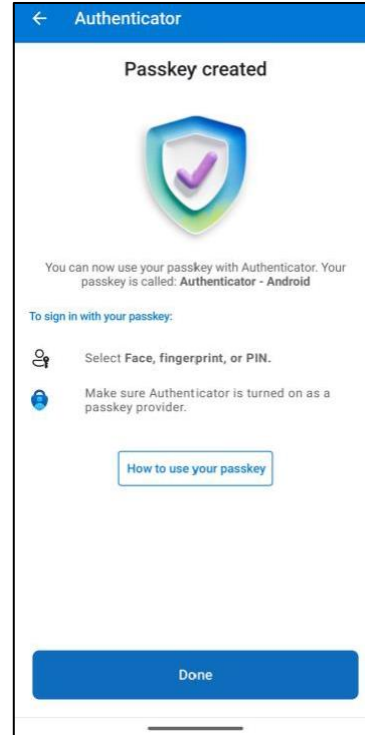 Authenticator
Passkey created
You can now use your passkey with Authenticator. Your
passkey is called: Authenticator - Android
To sign in with your passkey:
Select Face, fingerprint, or PIN.
Make sure Authenticator is turned on as a
passkey provider.
How to use your passkey
Done